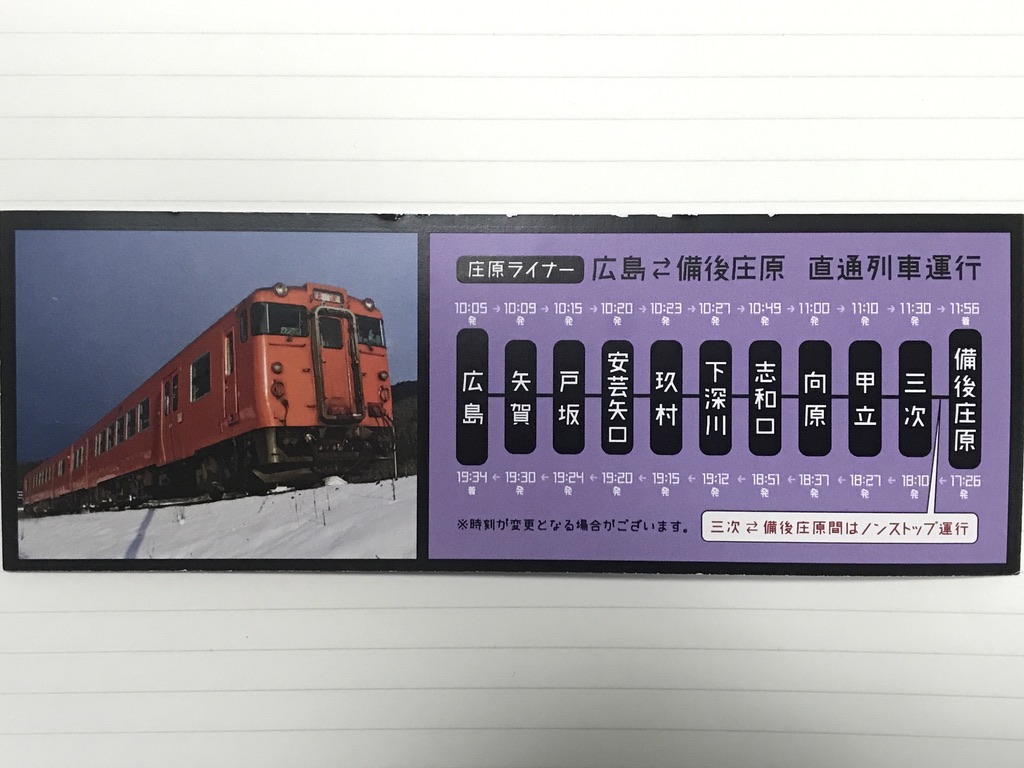 庄原ライナー 広島⇄備後庄原 直通列車運行
10:05 → 10:09 → 10:15 → 10:20 → 10:23 → 10:27 → 10:49 → 11:00 → 11:10 → 11:30 → 11:56
発 発 発 発 発 発 発 発 発 発 着
広島 矢賀 戸坂 安芸矢口 玖村 下深川 志和口 向原 甲立 三次 備後庄原
19:34 ← 19:30 ← 19:24 ← 19:20 ← 19:15 ← 19:12 ← 18:51 ← 18:37 ← 18:27 ← 18:10 ← 17:26
着 発 発 発 発 発 発 発 発 発 発
※時刻が変更となる場合がございます。
三次⇄備後庄原間はノンストップ運行